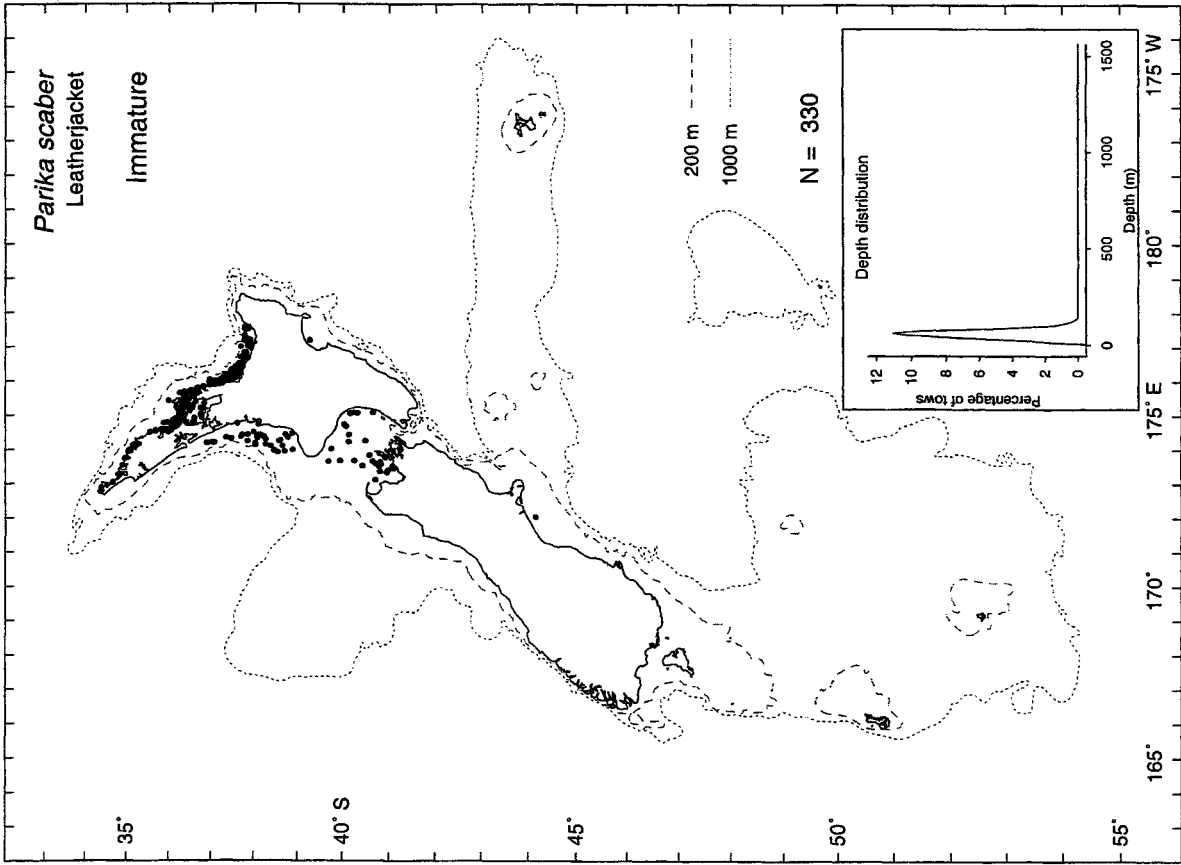 Parika scaber
Leatherjacket
Immature
35˚
40˚ S
45˚
50˚
55˚
165˚
170˚
175˚ E
180˚
175˚ W
200 m
1000 m
N = 330
Depth distribution
Percentage of tows
12
10
8
6
4
2
0
0
500
1000
1500
Depth (m)